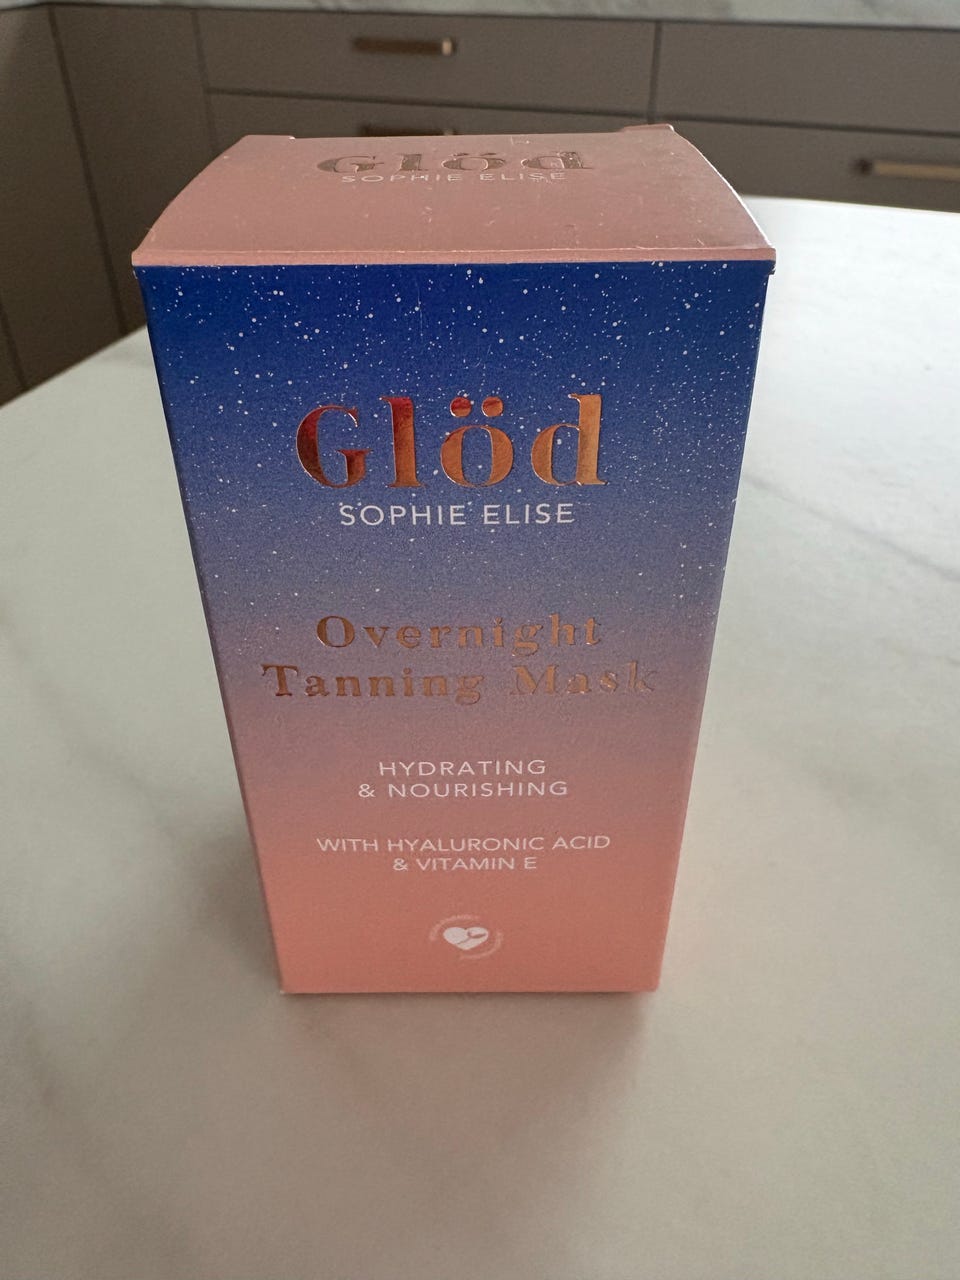 Glöd
SOPHIE ELISE
Glöd
SOPHIE ELISE
Overnight
Tanning Mask
HYDRATING
& NOURISHING
WITH HYALURONIC ACID
& VITAMIN E